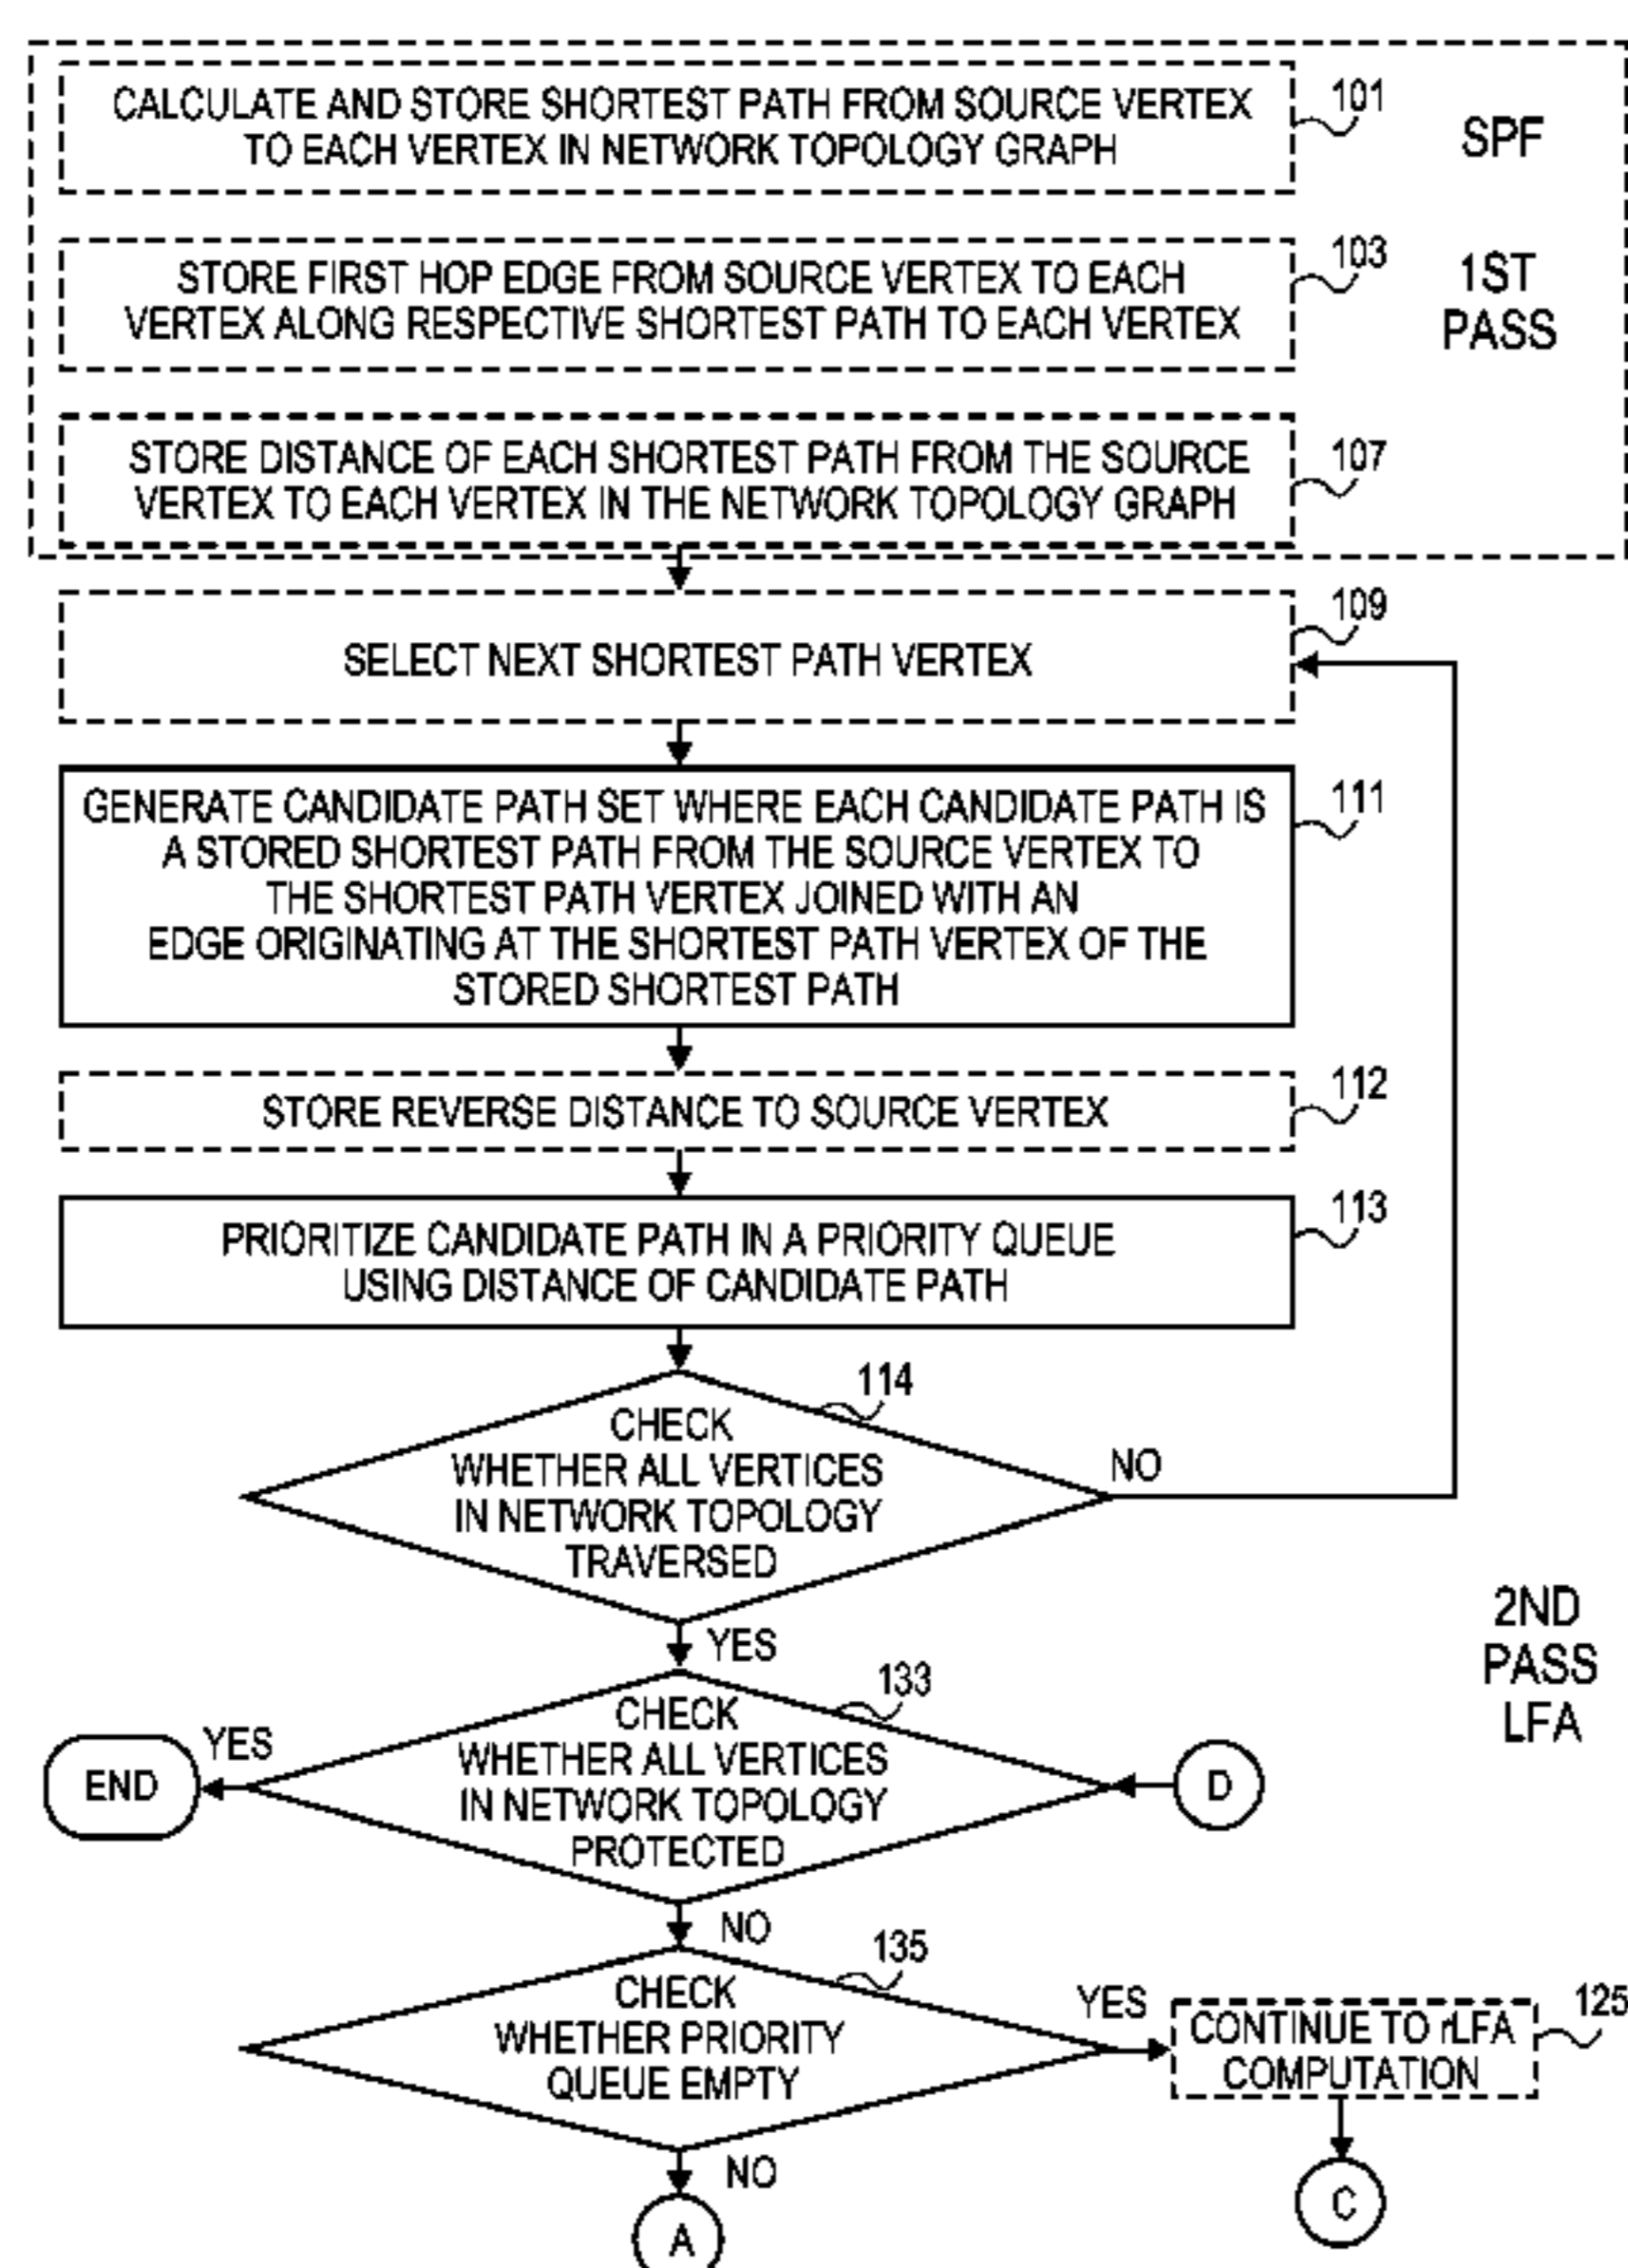 CALCULATE AND STORE SHORTEST PATH FROM SOURCE VERTEX
TO EACH VERTEX IN NETWORK TOPOLOGY GRAPH
101
SPF
STORE FIRST HOP EDGE FROM SOURCE VERTEX TO EACH
VERTEX ALONG RESPECTIVE SHORTEST PATH TO EACH VERTEX
103
1ST
PASS
STORE DISTANCE OF EACH SHORTEST PATH FROM THE SOURCE
VERTEX TO EACH VERTEX IN THE NETWORK TOPOLOGY GRAPH
107
SELECT NEXT SHORTEST PATH VERTEX
109
GENERATE CANDIDATE PATH SET WHERE EACH CANDIDATE PATH IS
A STORED SHORTEST PATH FROM THE SOURCE VERTEX TO
THE SHORTEST PATH VERTEX JOINED WITH AN
EDGE ORIGINATING AT THE SHORTEST PATH VERTEX OF THE
STORED SHORTEST PATH
111
STORE REVERSE DISTANCE TO SOURCE VERTEX
112
PRIORITIZE CANDIDATE PATH IN A PRIORITY QUEUE
USING DISTANCE OF CANDIDATE PATH
113
CHECK
WHETHER ALL VERTICES
IN NETWORK TOPOLOGY
TRAVERSED
114
NO
YES
2ND
PASS
LFA
CHECK
WHETHER ALL VERTICES
IN NETWORK TOPOLOGY
PROTECTED
133
YES
END
D
NO
CHECK
WHETHER PRIORITY
QUEUE EMPTY
135
YES
CONTINUE TO rLFA
COMPUTATION
125
NO
A
C